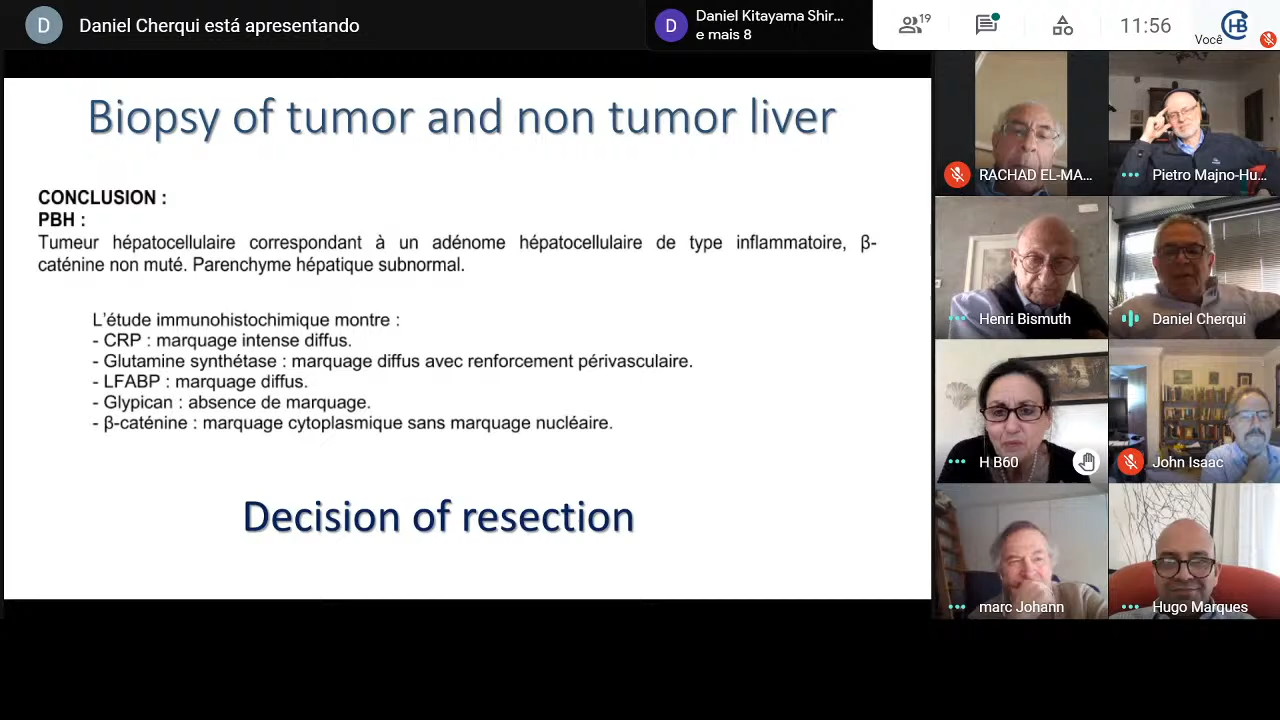 D
Daniel Cherqui está apresentando
D
Daniel Kitayama Shir...
e mais 8
19
11:56
Você
HB
Biopsy of tumor and non tumor liver
CONCLUSION :
PBH :
Tumeur hépatocellulaire correspondant à un adénome hépatocellulaire de type inflammatoire, β-
caténine non muté. Parenchyme hépatique subnormal.
L'étude immunohistochimique montre :
- CRP : marquage intense diffus.
- Glutamine synthétase : marquage diffus avec renforcement périvasculaire.
- LFABP : marquage diffus.
- Glypican : absence de marquage.
- β-caténine : marquage cytoplasmique sans marquage nucléaire.
Decision of resection
RACHAD EL-MA...
Pietro Majno-Hu...
Henri Bismuth
Daniel Cherqui
H B60
John Isaac
marc Johann
Hugo Marques